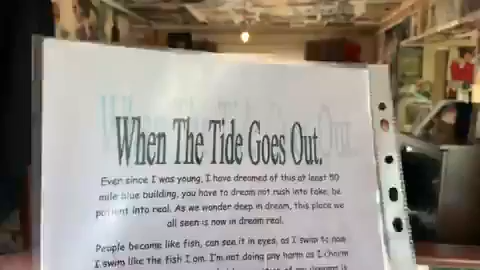 When The Tide Goes Out.
Ever since I was young, I have dreamed of this at least 90
mile blue building, you have to dream not rush into fake, be
patient into real. As we wonder deep in dream, this place we
all seen is now in dream real.
People became like fish, can see it in eyes, as I swim to now
I swim like the fish I am. I'm not doing any harm as I charm